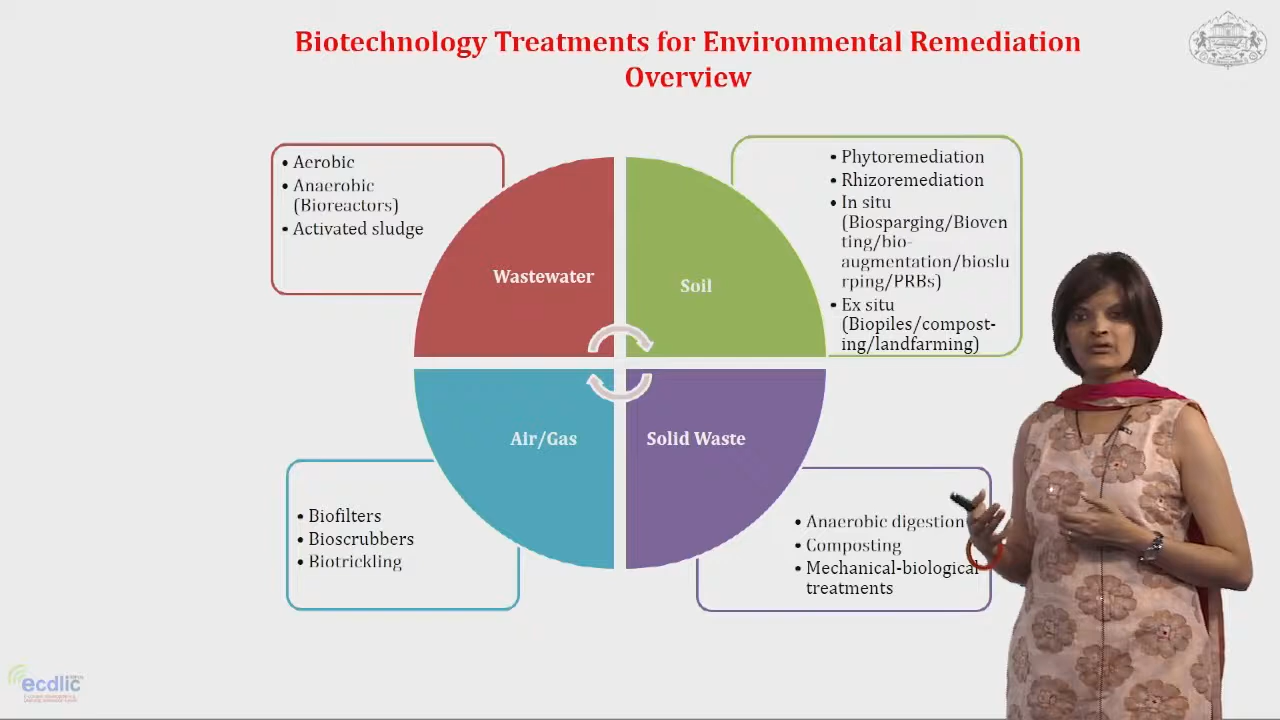 Biotechnology Treatments for Environmental Remediation
Overview
• Aerobic
• Anaerobic
(Bioreactors)
• Activated sludge
Wastewater
Soil
• Phytoremediation
• Rhizoremediation
• In situ
(Biosparging/Bioven
ting/bio-
augmentation/bioslu
rping/PRBs)
• Ex situ
(Biopiles/compost-
ing/landfarming)
Air/Gas
Solid Waste
• Biofilters
• Bioscrubbers
• Biotrickling
• Anaerobic digestion
• Composting
• Mechanical-biological
treatments
ecdlic